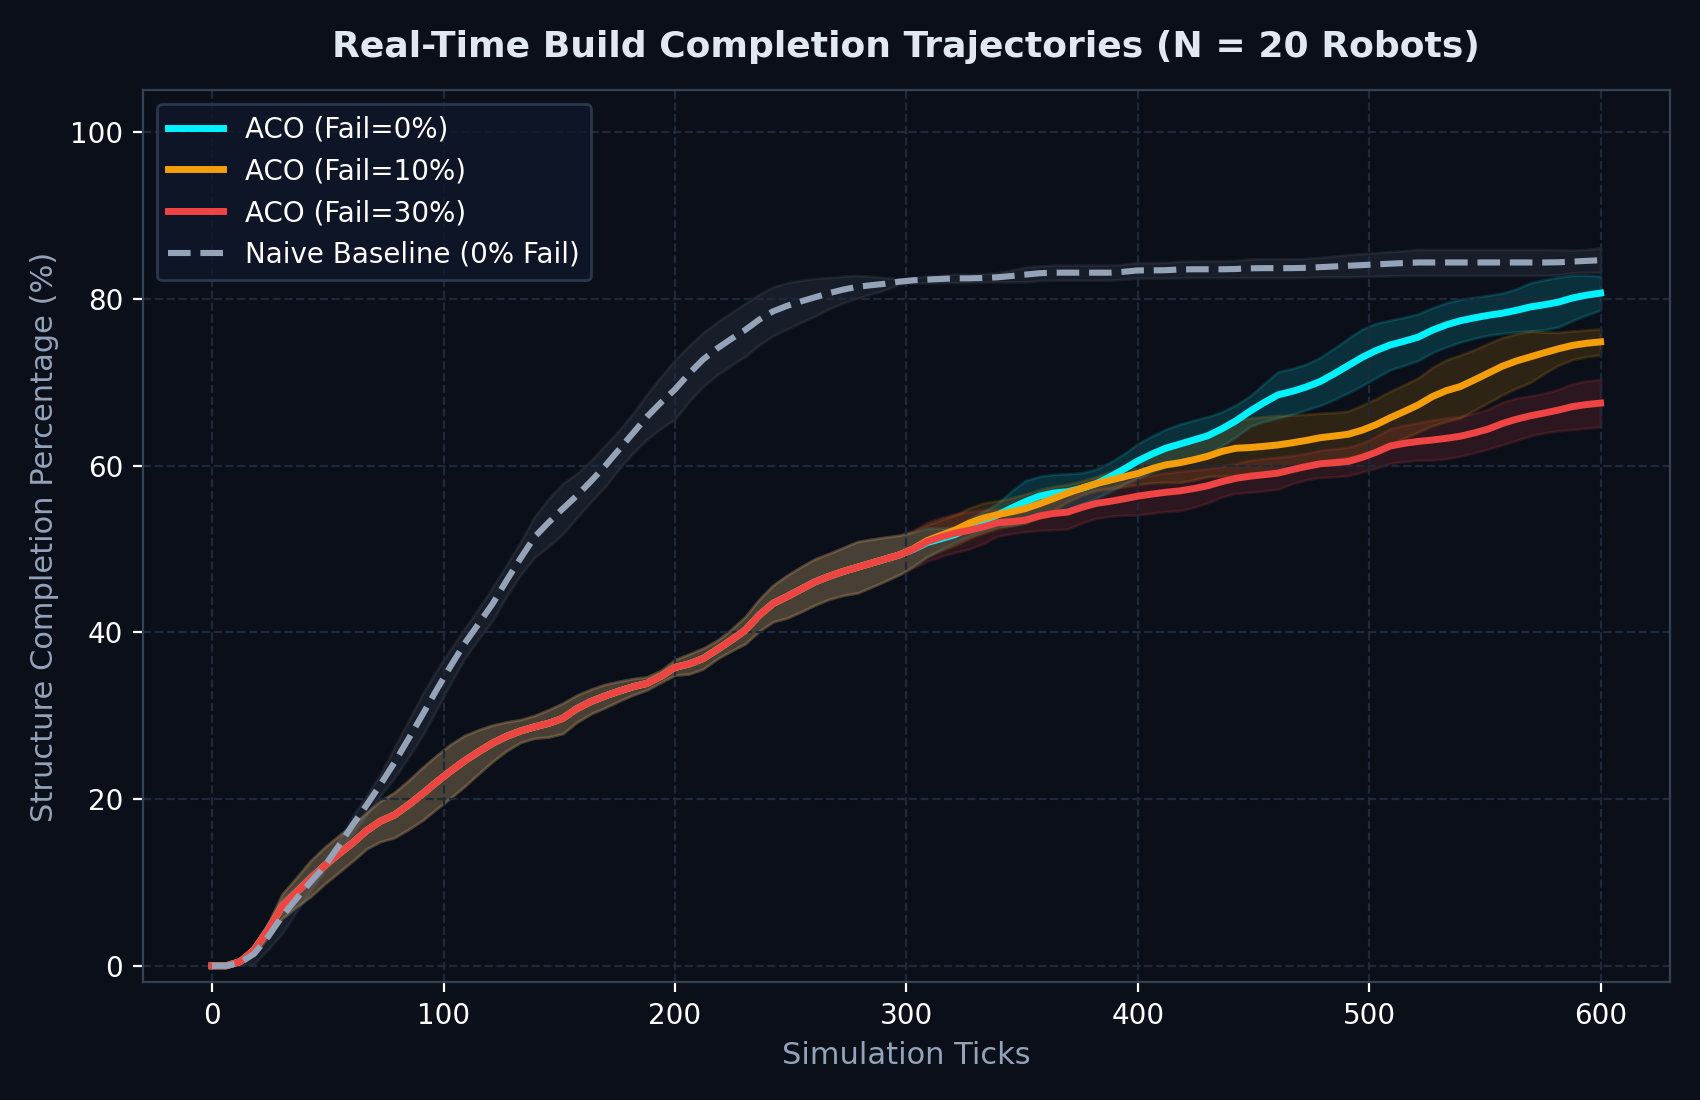 Real-Time Build Completion Trajectories (N = 20 Robots)
ACO (Fail=0%)
ACO (Fail=10%)
ACO (Fail=30%)
Naive Baseline (0% Fail)
Structure Completion Percentage (%)
100
80
60
40
20
0
0 100 200 300 400 500 600
Simulation Ticks